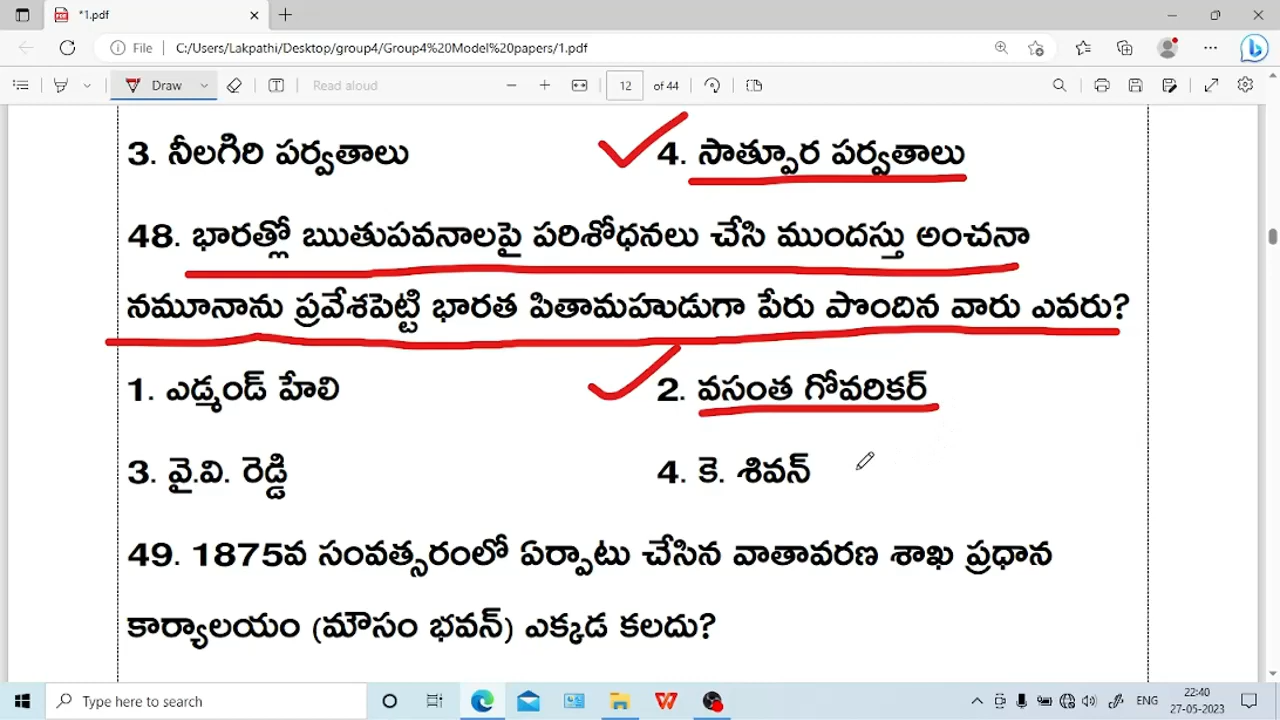 *1.pdf
File C:/Users/Lakpathi/Desktop/group4/Group4%20Model%20papers/1.pdf
Draw Read aloud 12 of 44
3. నీలగిరి పర్వతాలు 4. సాత్పూర పర్వతాలు
48. భారత్లో ఋతుపవనాలపై పరిశోధనలు చేసి ముందస్తు అంచనా
నమూనాను ప్రవేశపెట్టి భారత పితామహుడుగా పేరు పొందిన వారు ఎవరు?
1. ఎడ్మండ్ హేలి 2. వసంత గోవరికర్
3. వై.వి. రెడ్డి 4. కె. శివన్
49. 1875వ సంవత్సరంలో ఏర్పాటు చేసిన వాతావరణ శాఖ ప్రధాన
కార్యాలయం (మౌసం భవన్) ఎక్కడ కలదు?
Type here to search ENG 22:40
27-05-2023